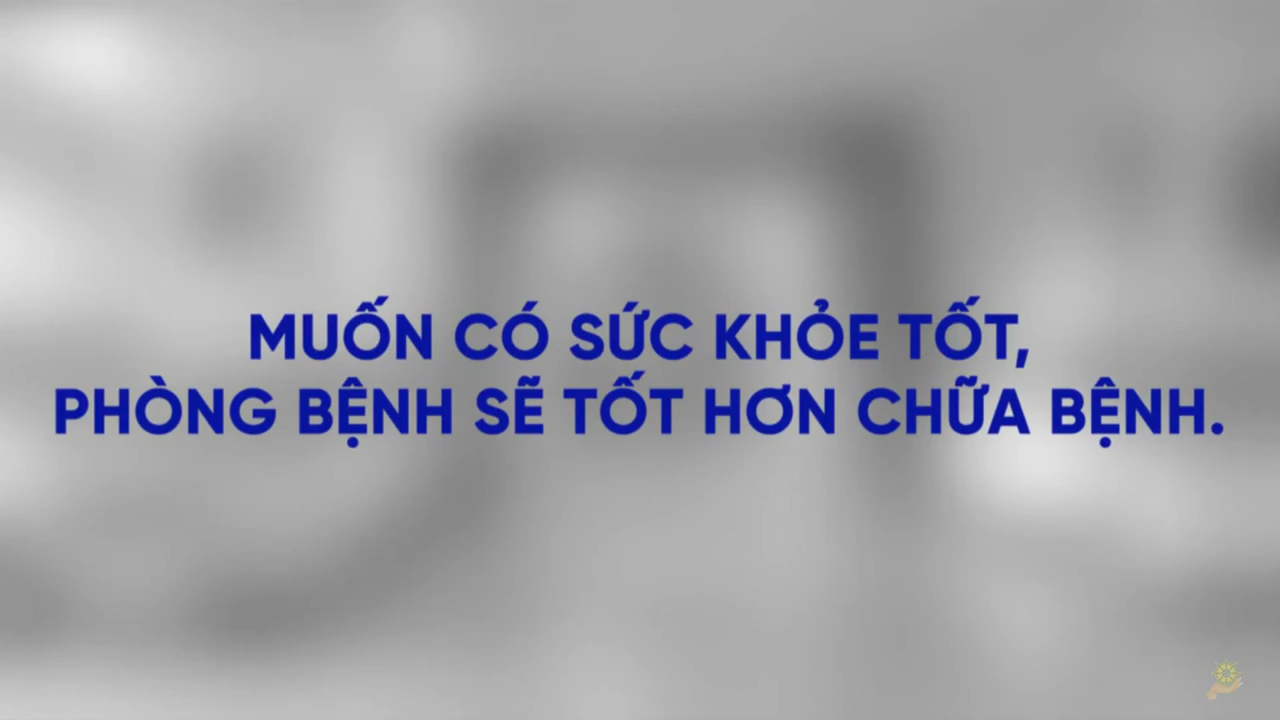 MUỐN CÓ SỨC KHỎE TỐT,
PHÒNG BỆNH SẼ TỐT HƠN CHỮA BỆNH.